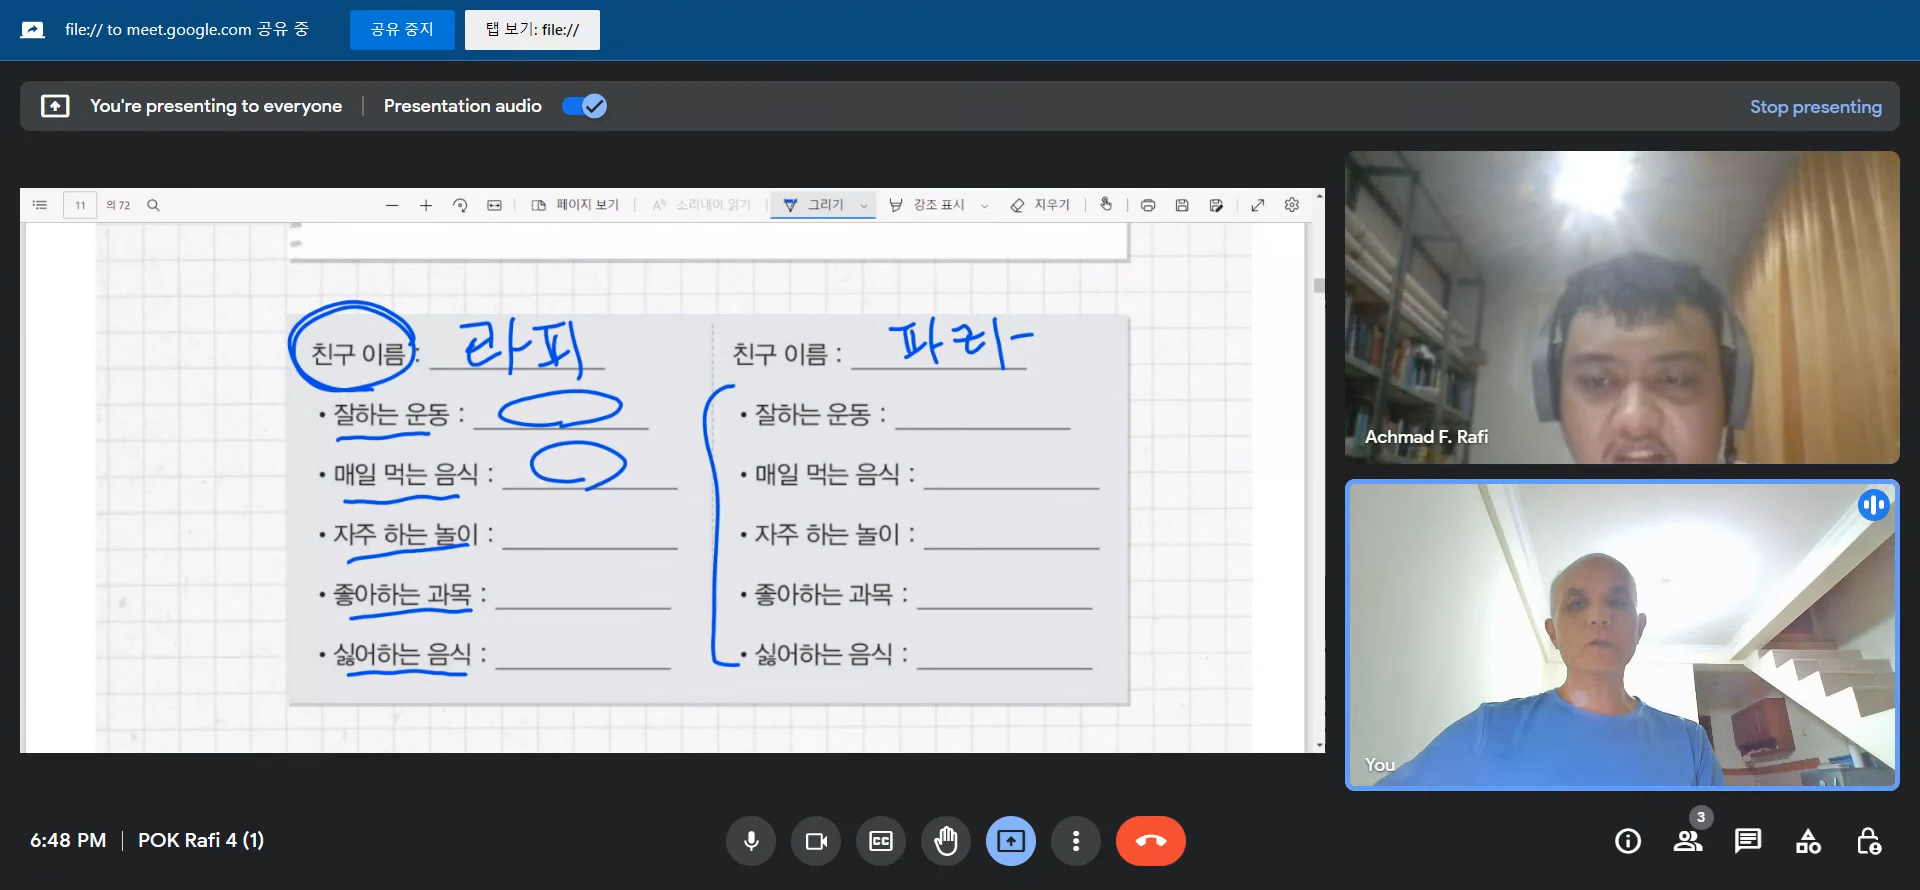 file:// to meet.google.com 공유 중 공유 중지 탭 보기: file://
You're presenting to everyone Presentation audio Stop presenting
11 의 72 페이지 보기 소리내어 읽기 그리기 강조 표시 지우기
친구 이름 : 라피
• 잘하는 운동 :
• 매일 먹는 음식 :
• 자주 하는 놀이 :
• 좋아하는 과목 :
• 싫어하는 음식 :
친구 이름 : 파리
• 잘하는 운동 :
• 매일 먹는 음식 :
• 자주 하는 놀이 :
• 좋아하는 과목 :
• 싫어하는 음식 :
Achmad F. Rafi
You
6:48 PM POK Rafi 4 (1) CC 3